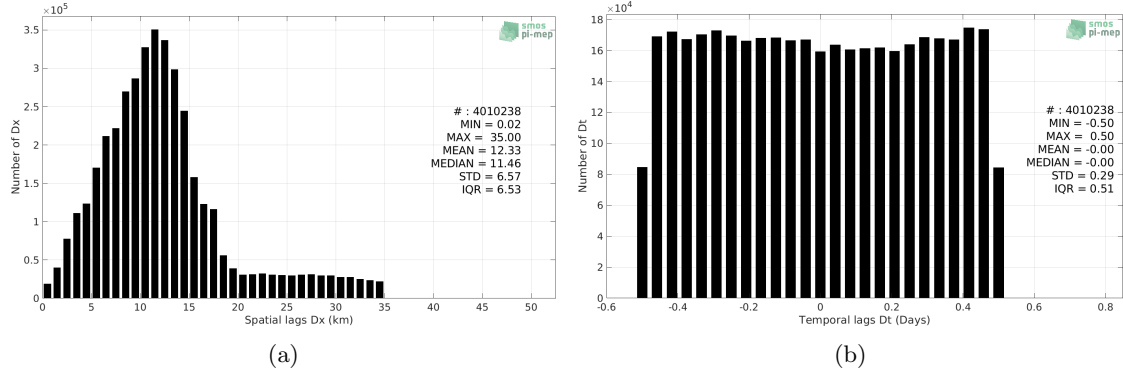 ×10⁵
3.5
3
2.5
2
1.5
1
0.5
0
0 5 10 15 20 25 30 35 40 45 50
Number of Dx
Spatial lags Dx (km)
smos
pi-mep
# : 4010238
MIN = 0.02
MAX = 35.00
MEAN = 12.33
MEDIAN = 11.46
STD = 6.57
IQR = 6.53
(a)
×10⁴
18
16
14
12
10
8
6
4
2
0
-0.6 -0.4 -0.2 0 0.2 0.4 0.6 0.8
Number of Dt
Temporal lags Dt (Days)
smos
pi-mep
# : 4010238
MIN = -0.50
MAX = 0.50
MEAN = -0.00
MEDIAN = -0.00
STD = 0.29
IQR = 0.51
(b)